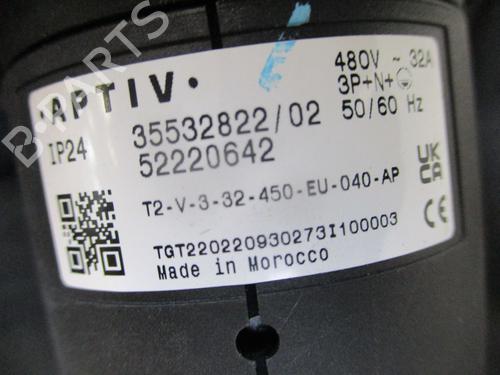 ·APTIV·
480V ~ 32A
3P+N+
IP24
35532822/02
50/60 Hz
52220642
T2-V-3-32-450-EU-040-AP
UK
CA
TGT220220930273I100003
CE
Made in Morocco
B-PARTS